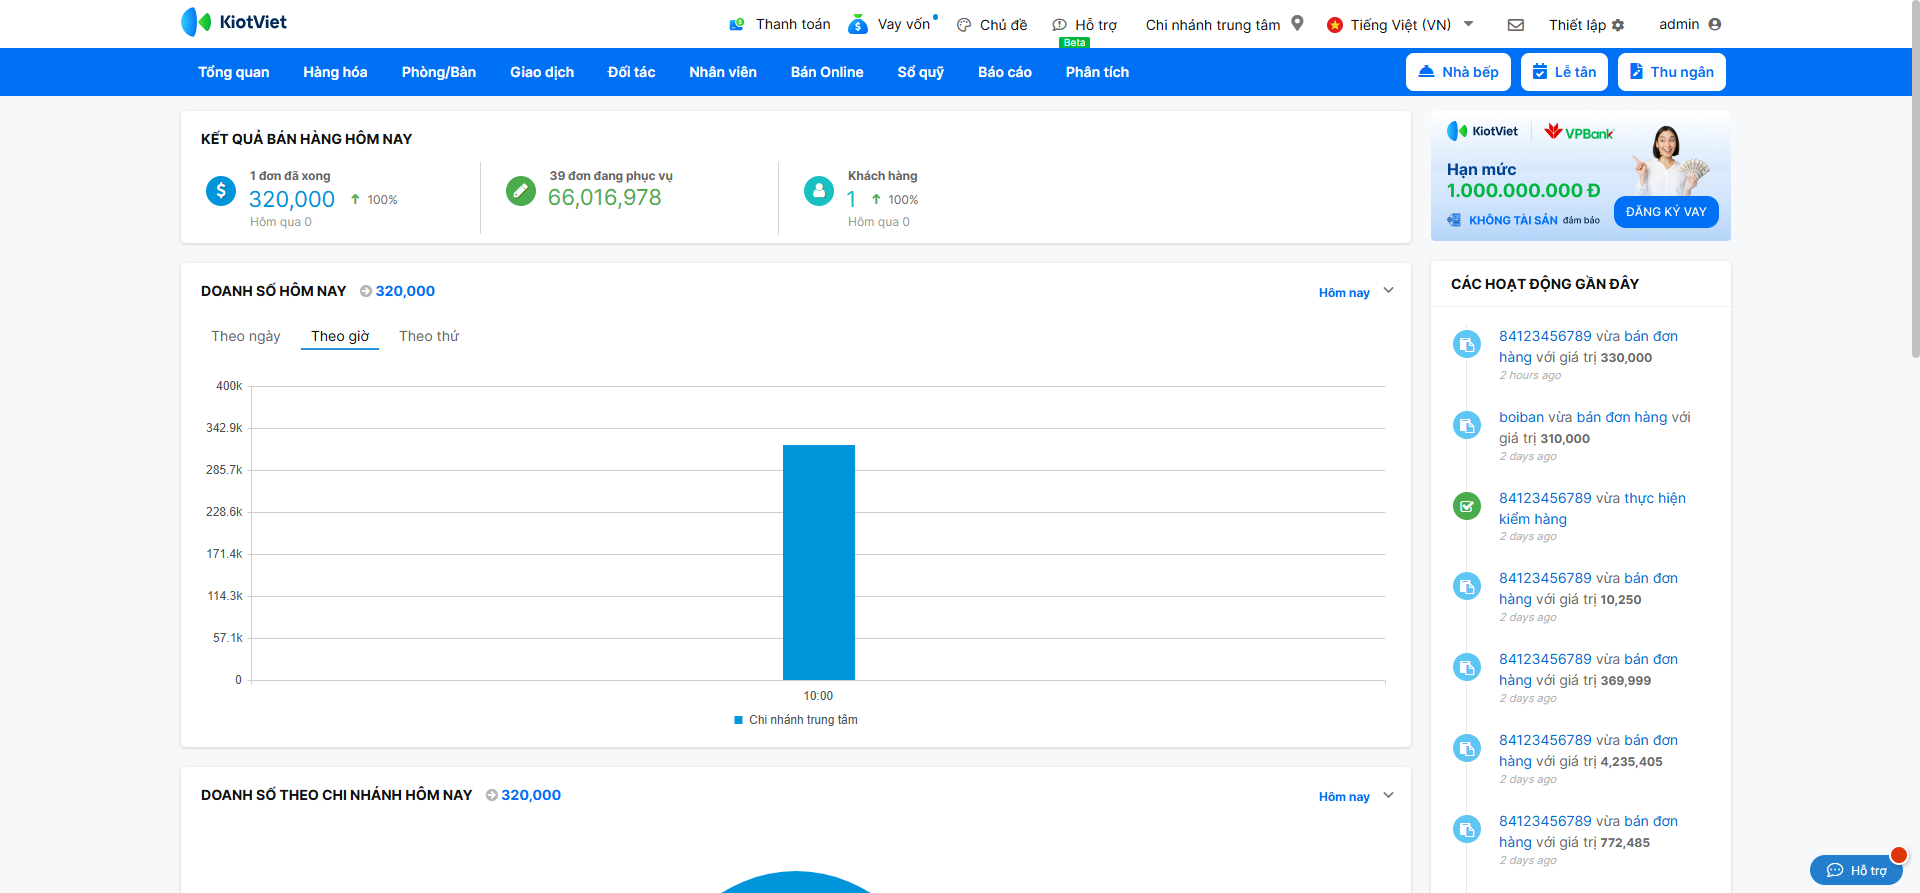 KiotViet
Thanh toán
Vay vốn
Chủ đề
Hỗ trợ
Beta
Chi nhánh trung tâm
Tiếng Việt (VN)
Thiết lập
admin
Tổng quan
Hàng hóa
Phòng/Bàn
Giao dịch
Đối tác
Nhân viên
Bán Online
Sổ quỹ
Báo cáo
Phân tích
Nhà bếp
Lễ tân
Thu ngân
KẾT QUẢ BÁN HÀNG HÔM NAY
1 đơn đã xong
320,000
100%
Hôm qua 0
39 đơn đang phục vụ
66,016,978
Khách hàng
1
100%
Hôm qua 0
DOANH SỐ HÔM NAY
320,000
Hôm nay
Theo ngày
Theo giờ
Theo thứ
400k
342.9k
285.7k
228.6k
171.4k
114.3k
57.1k
0
10:00
Chi nhánh trung tâm
DOANH SỐ THEO CHI NHÁNH HÔM NAY
320,000
Hôm nay
KiotViet
VPBank
Hạn mức
1.000.000.000 Đ
KHÔNG TÀI SẢN đảm bảo
ĐĂNG KÝ VAY
CÁC HOẠT ĐỘNG GẦN ĐÂY
84123456789 vừa bán đơn
hàng với giá trị 330,000
2 hours ago
boiban vừa bán đơn hàng với
giá trị 310,000
2 days ago
84123456789 vừa thực hiện
kiểm hàng
2 days ago
84123456789 vừa bán đơn
hàng với giá trị 10,250
2 days ago
84123456789 vừa bán đơn
hàng với giá trị 369,999
2 days ago
84123456789 vừa bán đơn
hàng với giá trị 4,235,405
2 days ago
84123456789 vừa bán đơn
hàng với giá trị 772,485
2 days ago
Hỗ trợ